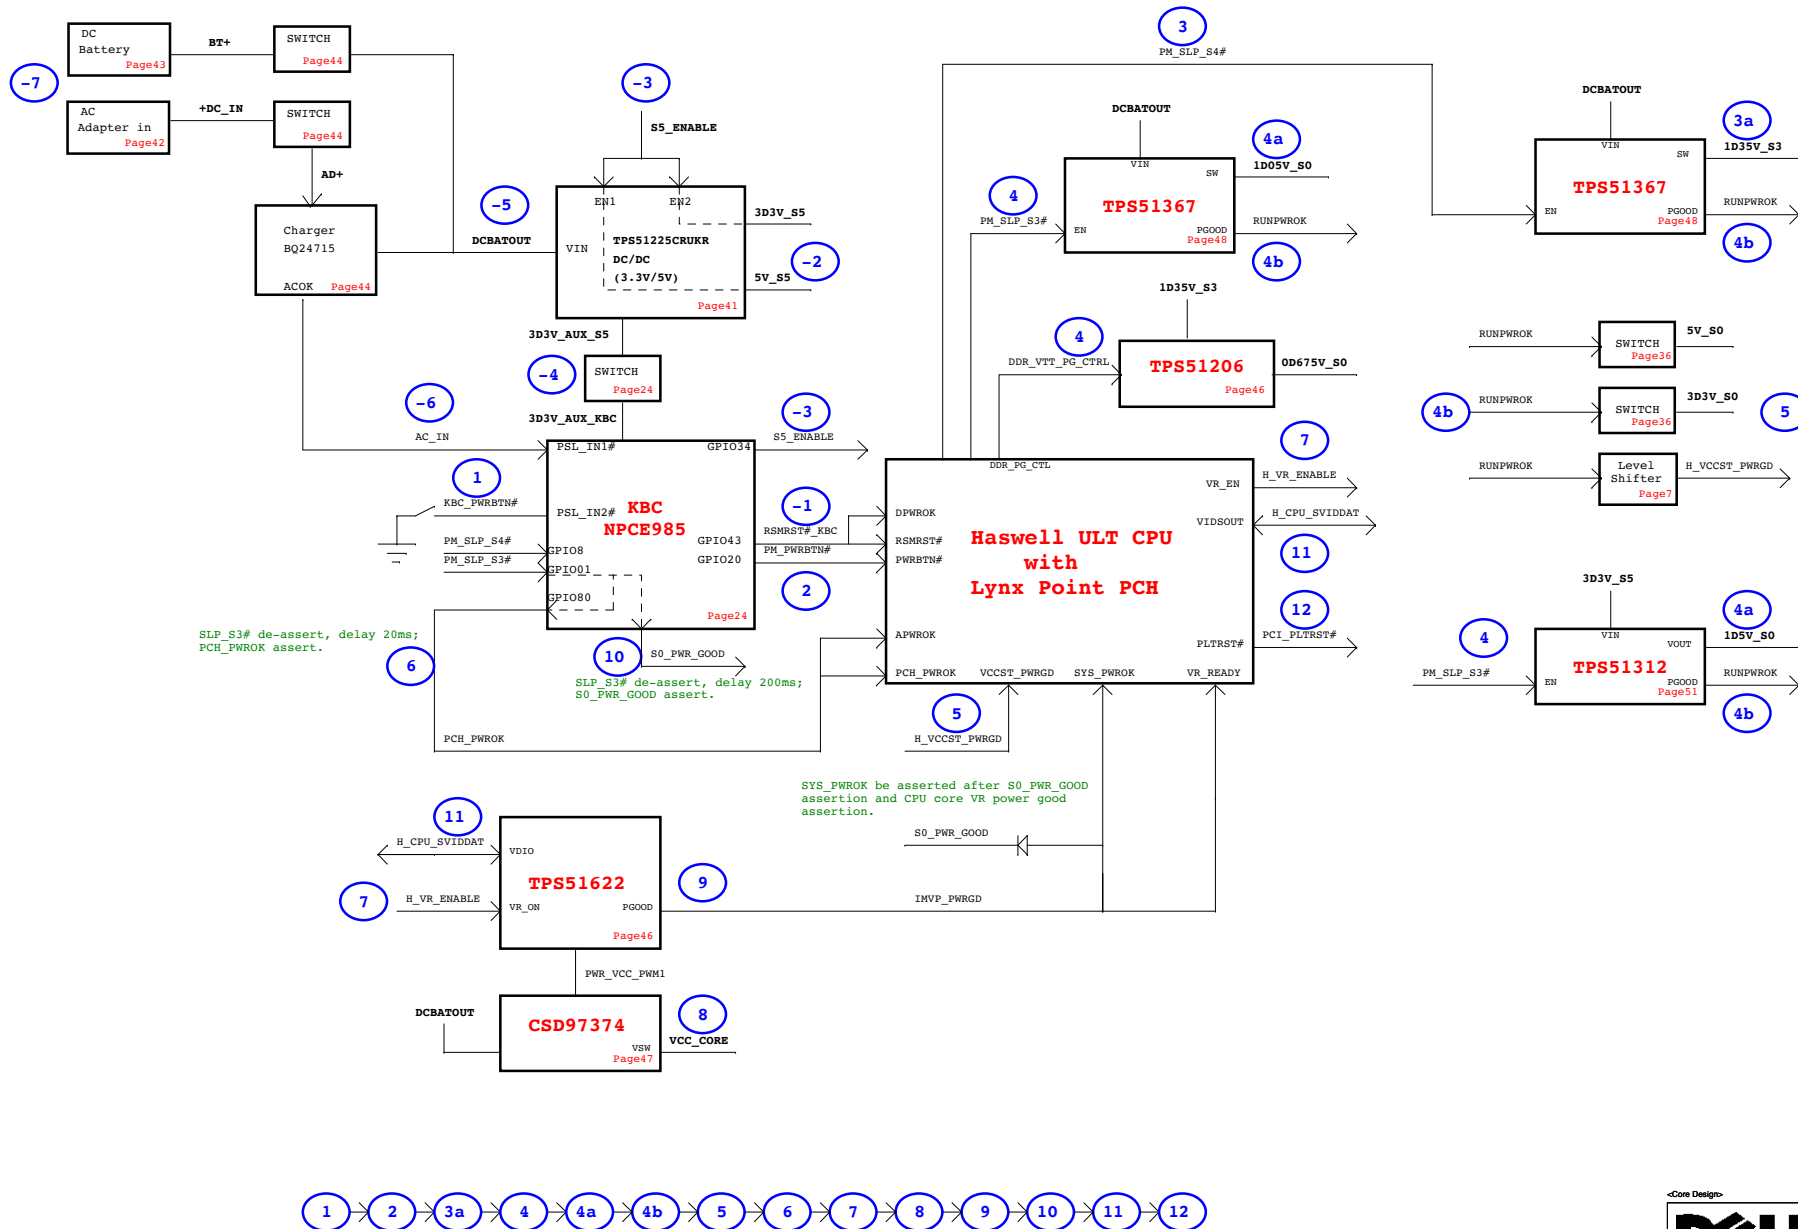 DC
Battery
Page43
BT+
SWITCH
Page44
-7
AC
Adapter in
Page42
+DC_IN
SWITCH
Page44
AD+
Charger
BQ24715
ACOK
Page44
-5
DCBATOUT
-3
S5_ENABLE
EN1
EN2
VIN
TPS51225CRUKR
DC/DC
(3.3V/5V)
Page41
3D3V_S5
-2
5V_S5
3D3V_AUX_S5
-4
SWITCH
Page24
3D3V_AUX_KBC
-6
AC_IN
-3
S5_ENABLE
PSL_IN1#
GPIO34
1
KBC_PWRBTN#
PSL_IN2#
KBC
NPCE985
PM_SLP_S4#
GPIO8
PM_SLP_S3#
GPIO01
GPIO80
GPIO43
GPIO20
Page24
-1
RSMRST#_KBC
PM_PWRBTN#
2
SLP_S3# de-assert, delay 20ms;
PCH_PWROK assert.
6
10
S0_PWR_GOOD
SLP_S3# de-assert, delay 200ms;
S0_PWR_GOOD assert.
PCH_PWROK
3
PM_SLP_S4#
DCBATOUT
4a
1D05V_S0
VIN
SW
4
PM_SLP_S3#
TPS51367
EN
PGOOD
Page48
RUNPWROK
4b
1D35V_S3
4
DDR_VTT_PG_CTRL
TPS51206
Page46
0D675V_S0
DDR_PG_CTL
7
H_VR_ENABLE
VR_EN
DPWROK
RSMRST#
PWRBTN#
Haswell ULT CPU
with
Lynx Point PCH
VIDSOUT
H_CPU_SVIDDAT
11
12
PCI_PLTRST#
PLTRST#
APWROK
PCH_PWROK
VCCST_PWRGD
SYS_PWROK
VR_READY
5
H_VCCST_PWRGD
SYS_PWROK be asserted after S0_PWR_GOOD
assertion and CPU core VR power good
assertion.
S0_PWR_GOOD
IMVP_PWRGD
DCBATOUT
3a
1D35V_S3
VIN
SW
TPS51367
EN
PGOOD
Page48
RUNPWROK
4b
RUNPWROK
SWITCH
Page36
5V_S0
4b
RUNPWROK
SWITCH
Page36
3D3V_S0
5
RUNPWROK
Level
Shifter
Page7
H_VCCST_PWRGD
3D3V_S5
4a
1D5V_S0
4
PM_SLP_S3#
VIN
VOUT
TPS51312
EN
PGOOD
Page51
RUNPWROK
4b
11
H_CPU_SVIDDAT
VDIO
TPS51622
7
H_VR_ENABLE
VR_ON
PGOOD
Page46
9
PWR_VCC_PWM1
DCBATOUT
CSD97374
VSW
Page47
8
VCC_CORE
1 2 3a 4 4a 4b 5 6 7 8 9 10 11 12
<Core Design>